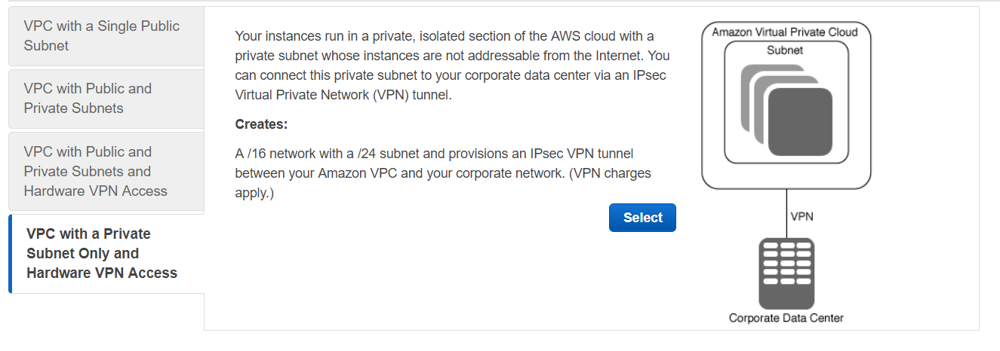 VPC with a Single Public
Subnet
VPC with Public and
Private Subnets
VPC with Public and
Private Subnets and
Hardware VPN Access
VPC with a Private
Subnet Only and
Hardware VPN Access
Your instances run in a private, isolated section of the AWS cloud with a
private subnet whose instances are not addressable from the Internet. You
can connect this private subnet to your corporate data center via an IPsec
Virtual Private Network (VPN) tunnel.
Creates:
A /16 network with a /24 subnet and provisions an IPsec VPN tunnel
between your Amazon VPC and your corporate network. (VPN charges
apply.)
Select
Amazon Virtual Private Cloud
Subnet
VPN
Corporate Data Center